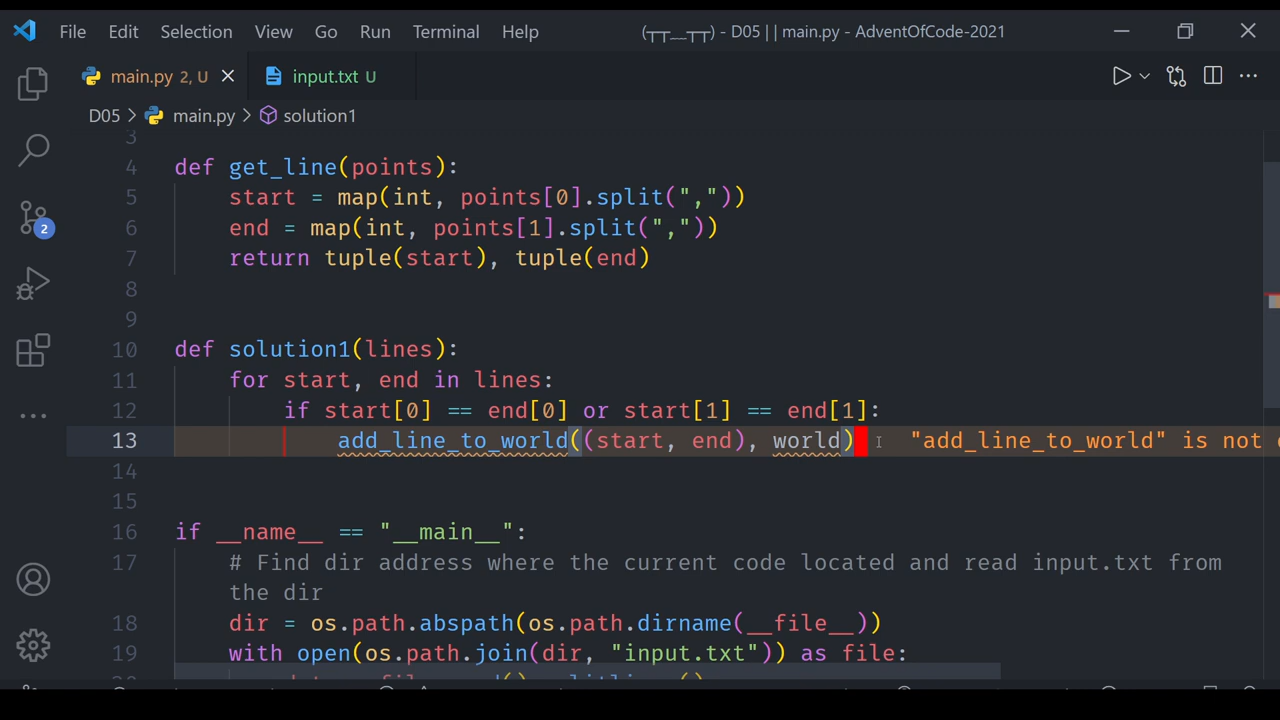 File Edit Selection View Go Run Terminal Help (┬┬__┬┬) - D05 | | main.py - AdventOfCode-2021
main.py 2, U input.txt U
D05 > main.py > solution1
3
4 def get_line(points):
5 start = map(int, points[0].split(","))
6 end = map(int, points[1].split(","))
7 return tuple(start), tuple(end)
8
9
10 def solution1(lines):
11 for start, end in lines:
12 if start[0] == end[0] or start[1] == end[1]:
13 add_line_to_world((start, end), world) "add_line_to_world" is not
14
15
16 if __name__ == "__main__":
17 # Find dir address where the current code located and read input.txt from
the dir
18 dir = os.path.abspath(os.path.dirname(__file__))
19 with open(os.path.join(dir, "input.txt")) as file:
2